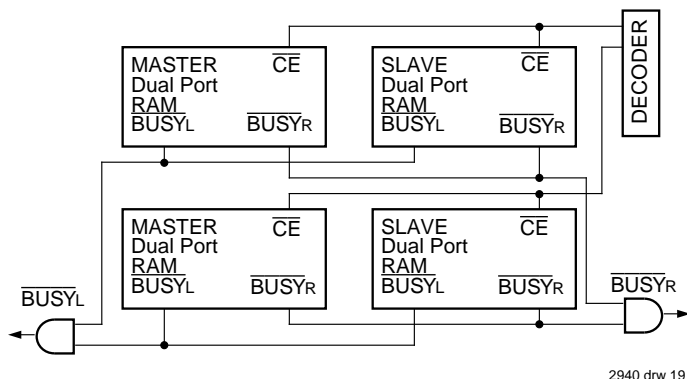 MASTER
Dual Port
RAM
BUSYL
CE
BUSYR
SLAVE
Dual Port
RAM
BUSYL
CE
BUSYR
DECODER
MASTER
Dual Port
RAM
BUSYL
CE
BUSYR
SLAVE
Dual Port
RAM
BUSYL
CE
BUSYR
BUSYL
BUSYR
2940 drw 19